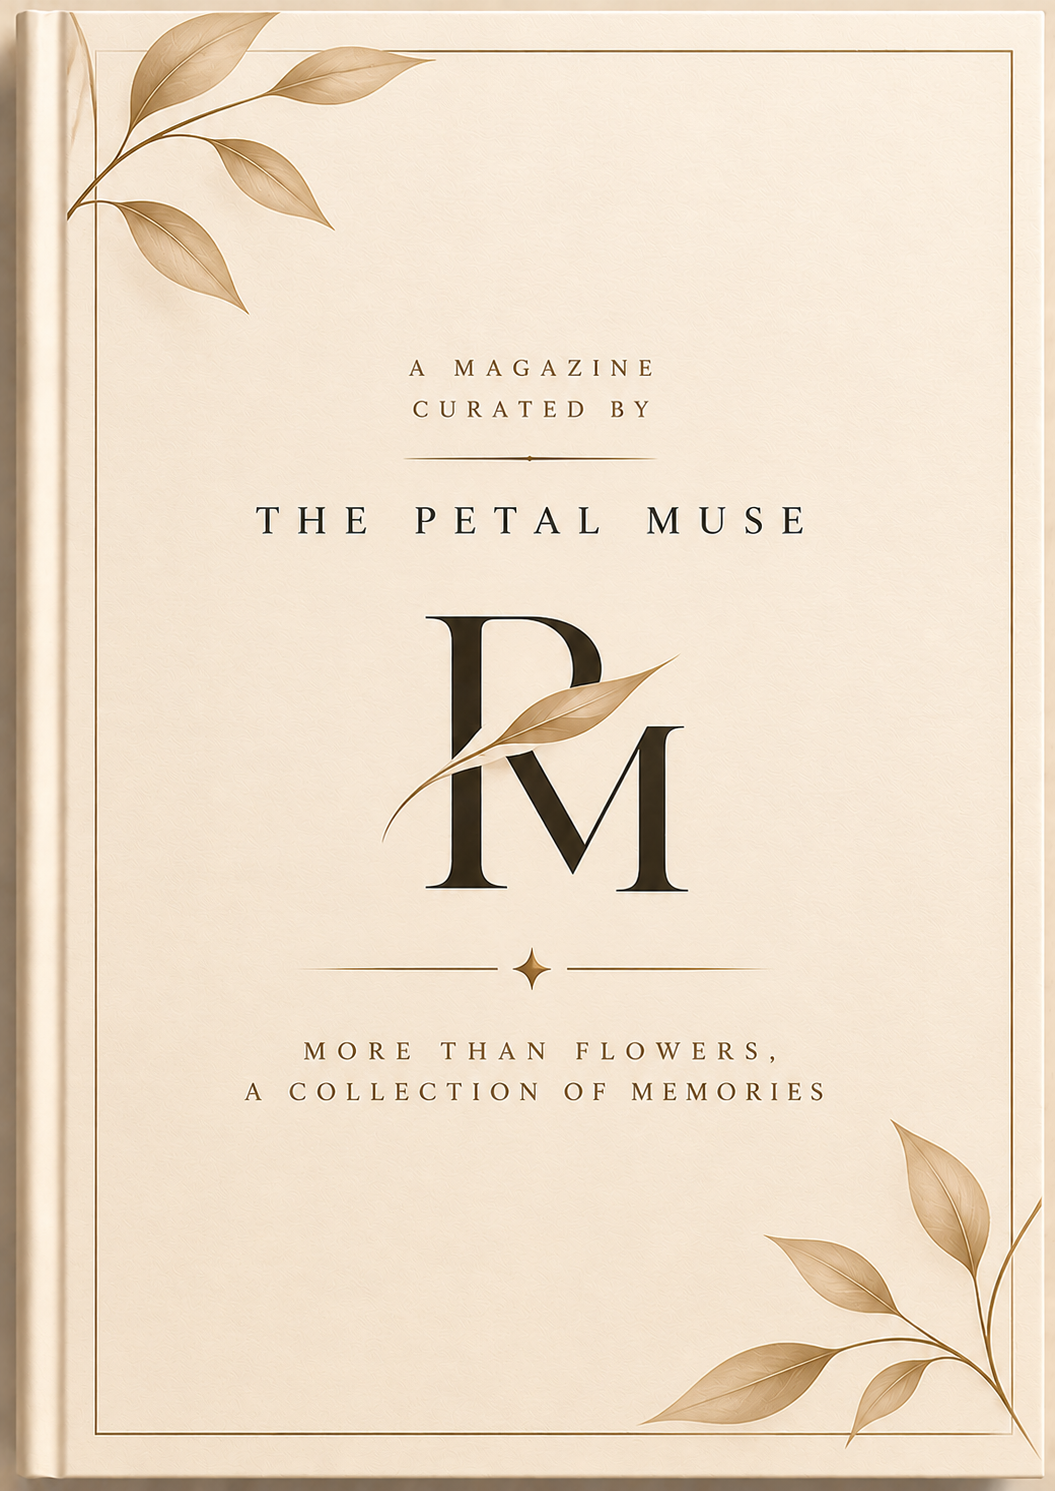 A MAGAZINE
CURATED BY
THE PETAL MUSE
PM
MORE THAN FLOWERS,
A COLLECTION OF MEMORIES